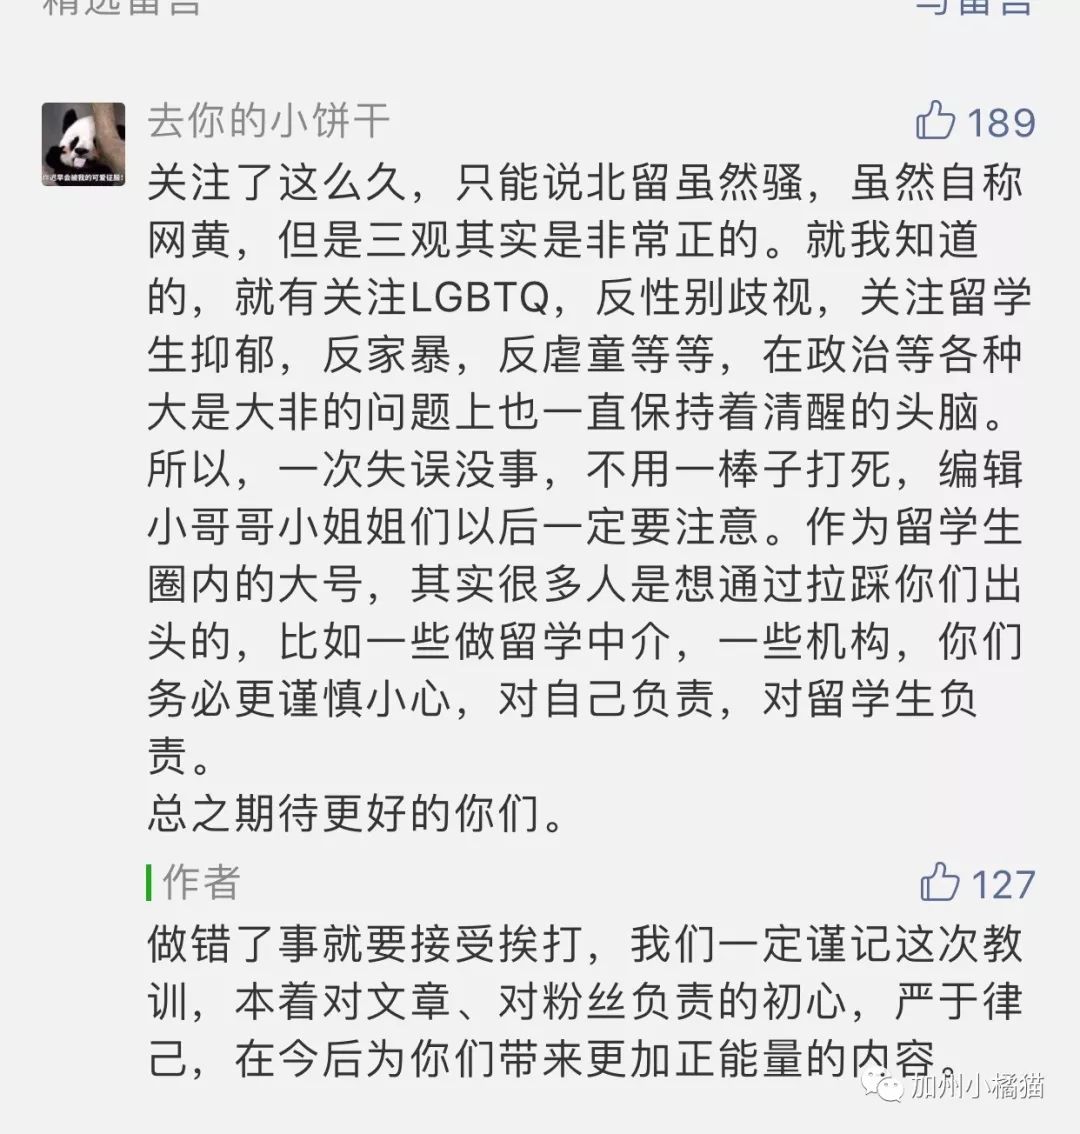 精选留言
写留言
去你的小饼干
189
你迟早会被我的可爱征服!
关注了这么久，只能说北留虽然骚，虽然自称
网黄，但是三观其实是非常正的。就我知道
的，就有关注LGBTQ，反性别歧视，关注留学
生抑郁，反家暴，反虐童等等，在政治等各种
大是大非的问题上也一直保持着清醒的头脑。
所以，一次失误没事，不用一棒子打死，编辑
小哥哥小姐姐们以后一定要注意。作为留学生
圈内的大号，其实很多人是想通过拉踩你们出
头的，比如一些做留学中介，一些机构，你们
务必更谨慎小心，对自己负责，对留学生负
责。
总之期待更好的你们。
作者
127
做错了事就要接受挨打，我们一定谨记这次教
训，本着对文章、对粉丝负责的初心，严于律
己，在今后为你们带来更加正能量的内容。
加州小橘猫